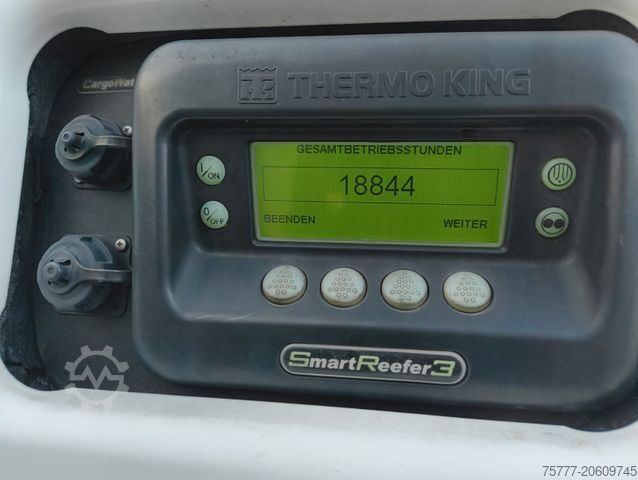 THERMO KING
CargoWat
GESAMTBETRIEBSSTUNDEN
I/ON
18844
0/OFF
BEENDEN WEITER
SmartReefer3
75777-20609745